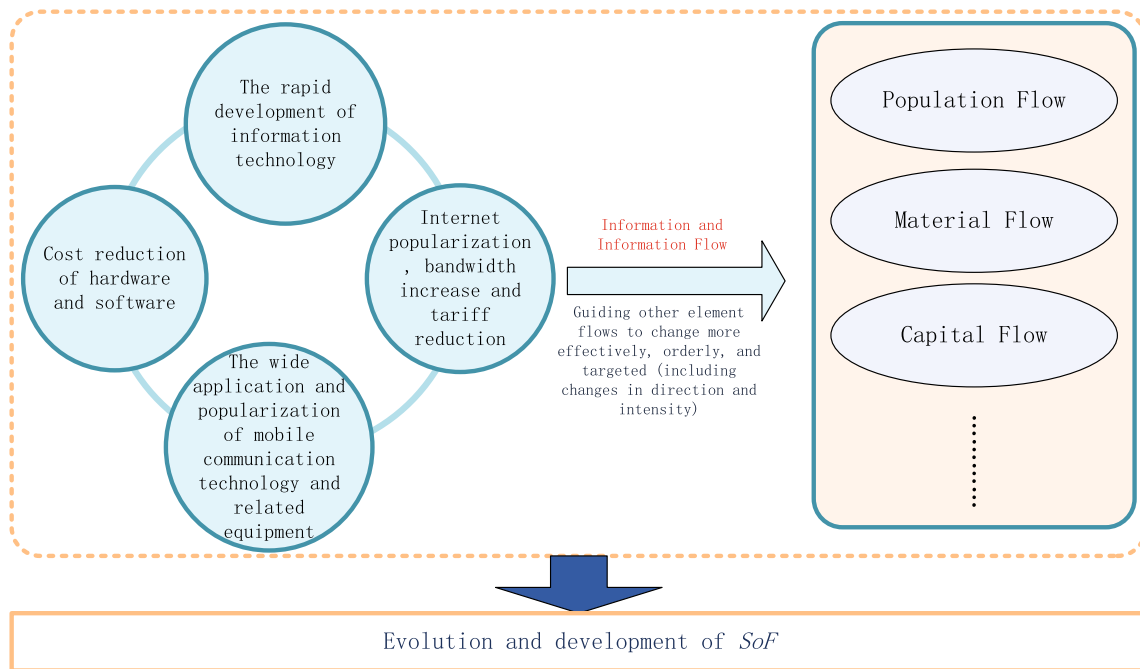 The rapid
development of
information
technology
Cost reduction
of hardware
and software
Internet
popularization
, bandwidth
increase and
tariff
reduction
The wide
application and
popularization
of mobile
communication
technology and
related
equipment
Information and
Information Flow
Guiding other element
flows to change more
effectively, orderly, and
targeted (including
changes in direction and
intensity)
Population Flow
Material Flow
Capital Flow
Evolution and development of SoF